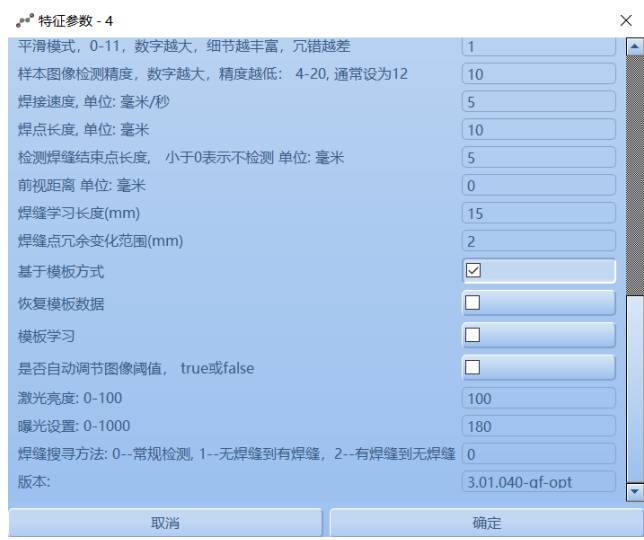 特征参数 - 4
平滑模式，0-11，数字越大，细节越丰富，冗错越差 1
样本图像检测精度，数字越大，精度越低： 4-20, 通常设为12 10
焊接速度, 单位: 毫米/秒 5
焊点长度, 单位: 毫米 10
检测焊缝结束点长度， 小于0表示不检测 单位: 毫米 5
前视距离 单位: 毫米 0
焊缝学习长度(mm) 15
焊缝点冗余变化范围(mm) 2
基于模板方式
恢复模板数据
模板学习
是否自动调节图像阈值， true或false
激光亮度: 0-100 100
曝光设置: 0-1000 180
焊缝搜寻方法: 0--常规检测, 1--无焊缝到有焊缝，2--有焊缝到无焊缝 0
版本: 3.01.040-qf-opt
取消 确定